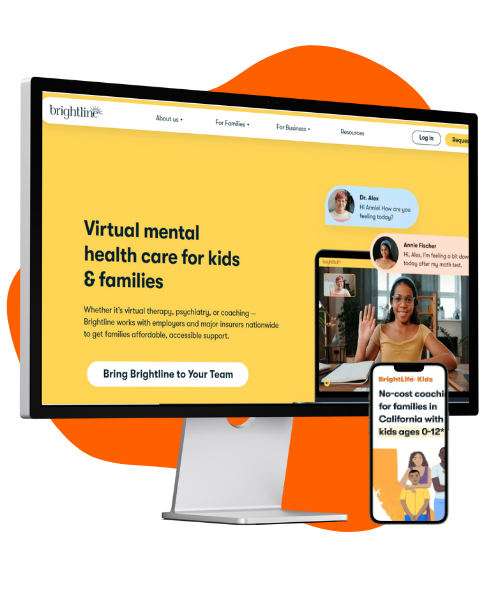 brightline
About us
For Families
For Business
Resources
Log in
Reques
Dr. Alex
Hi Annie! How are you
feeling today?
Annie Fischer
Hi, Alex, I'm feeling a bit dow
today after my math test.
Virtual mental
health care for kids
& families
Whether it's virtual therapy, psychiatry, or coaching —
Brightline works with employers and major insurers nationwide
to get families affordable, accessible support.
Bring Brightline to Your Team
brightline
BrightLife Kids
No-cost coachi
for families in
California with
kids ages 0-12*